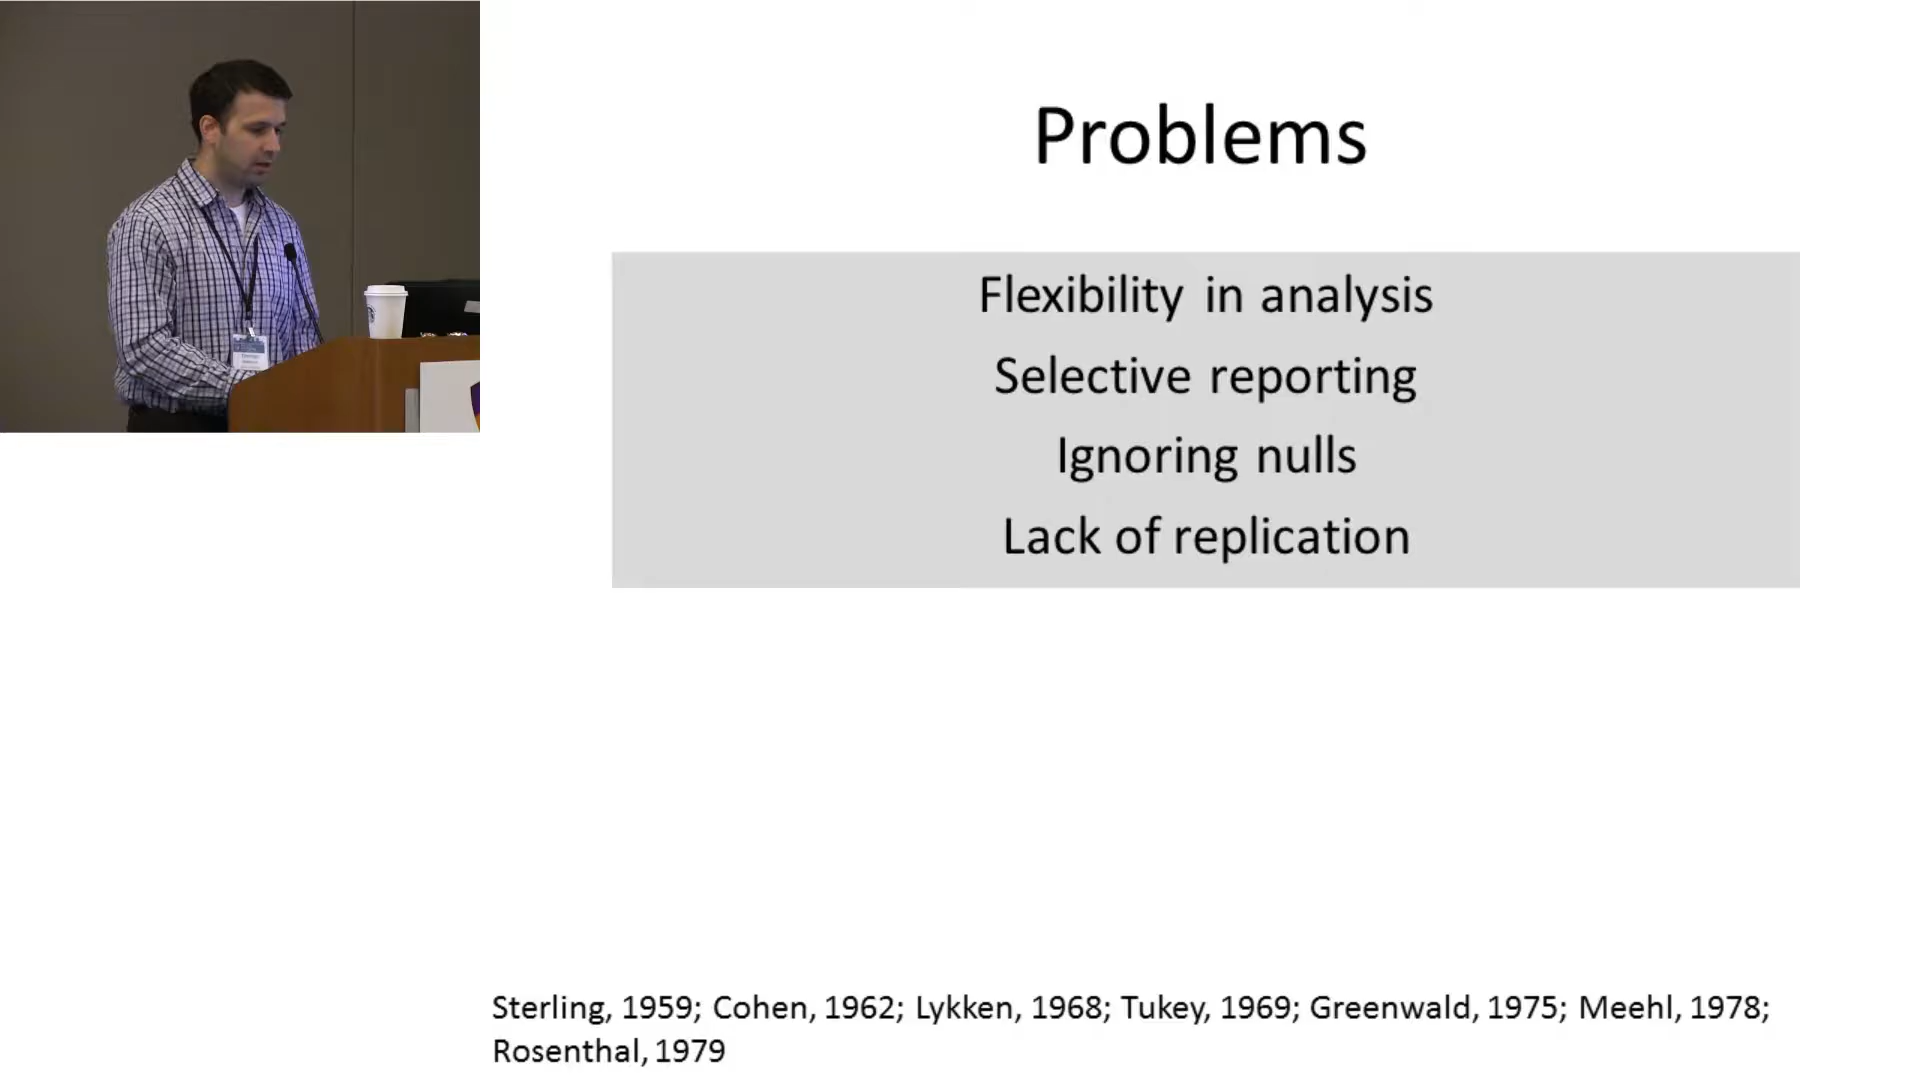 Problems
Flexibility in analysis
Selective reporting
Ignoring nulls
Lack of replication
Sterling, 1959; Cohen, 1962; Lykken, 1968; Tukey, 1969; Greenwald, 1975; Meehl, 1978;
Rosenthal, 1979